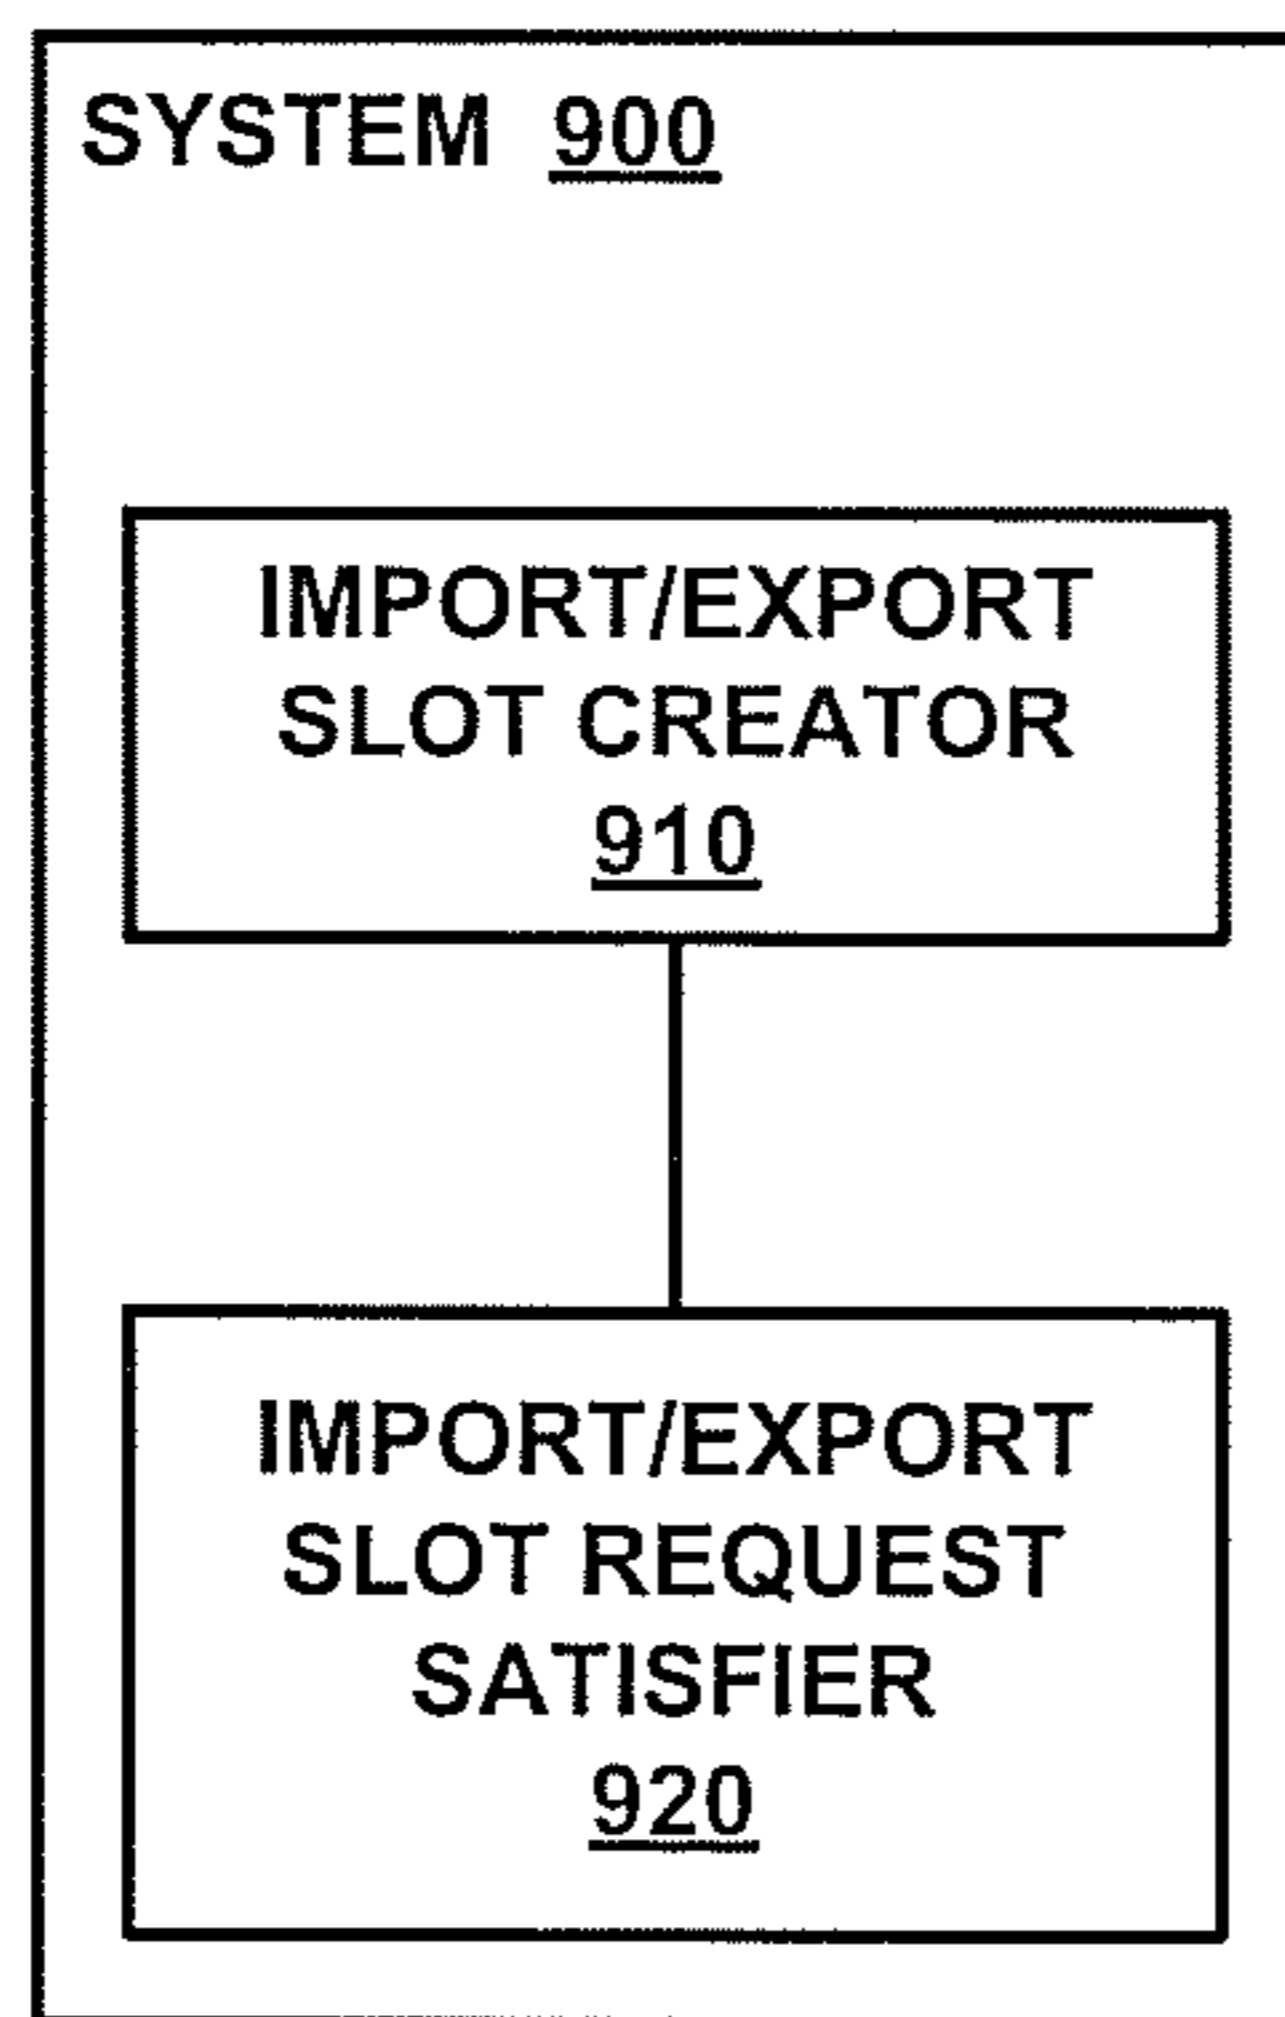 SYSTEM 900
IMPORT/EXPORT
SLOT CREATOR
910
IMPORT/EXPORT
SLOT REQUEST
SATISFIER
920